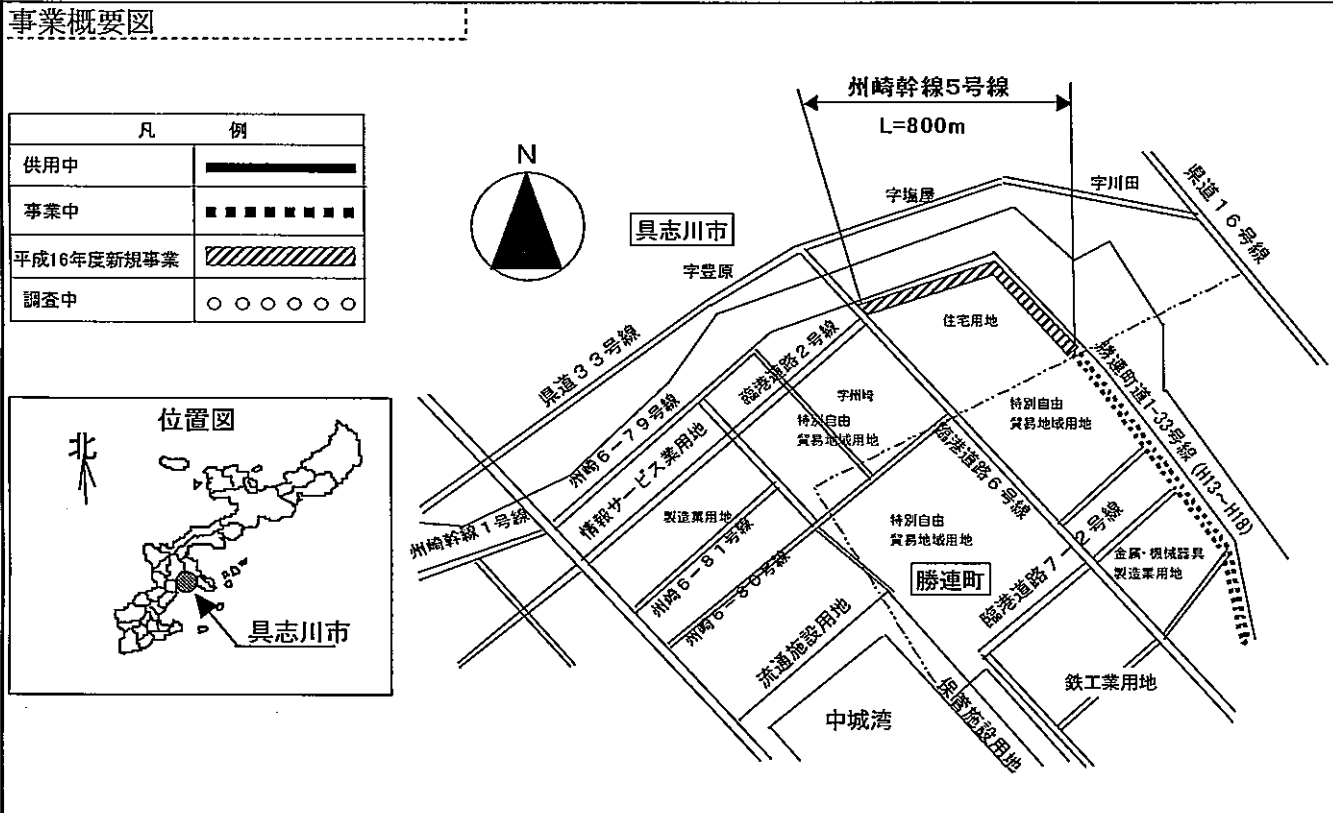 事業概要図
凡 例
供用中
事業中
平成16年度新規事業
調査中
N
州崎幹線5号線
L=800m
具志川市
字塩屋
字川田
県道16号線
字豊原
県道33号線
住宅用地
臨港道路2号線
勝連町道1-33号線 (H13～H18)
字州崎
特別自由
貿易地域用地
特別自由
貿易地域用地
州崎6-79号線
情報サービス業用地
臨港道路6号線
州崎幹線1号線
製造業用地
特別自由
貿易地域用地
州崎6-81号線
州崎6-80号線
勝連町
臨港道路7-2号線
金属・機械器具
製造業用地
流通施設用地
保管施設用地
鉄工業用地
中城湾
位置図
北
具志川市